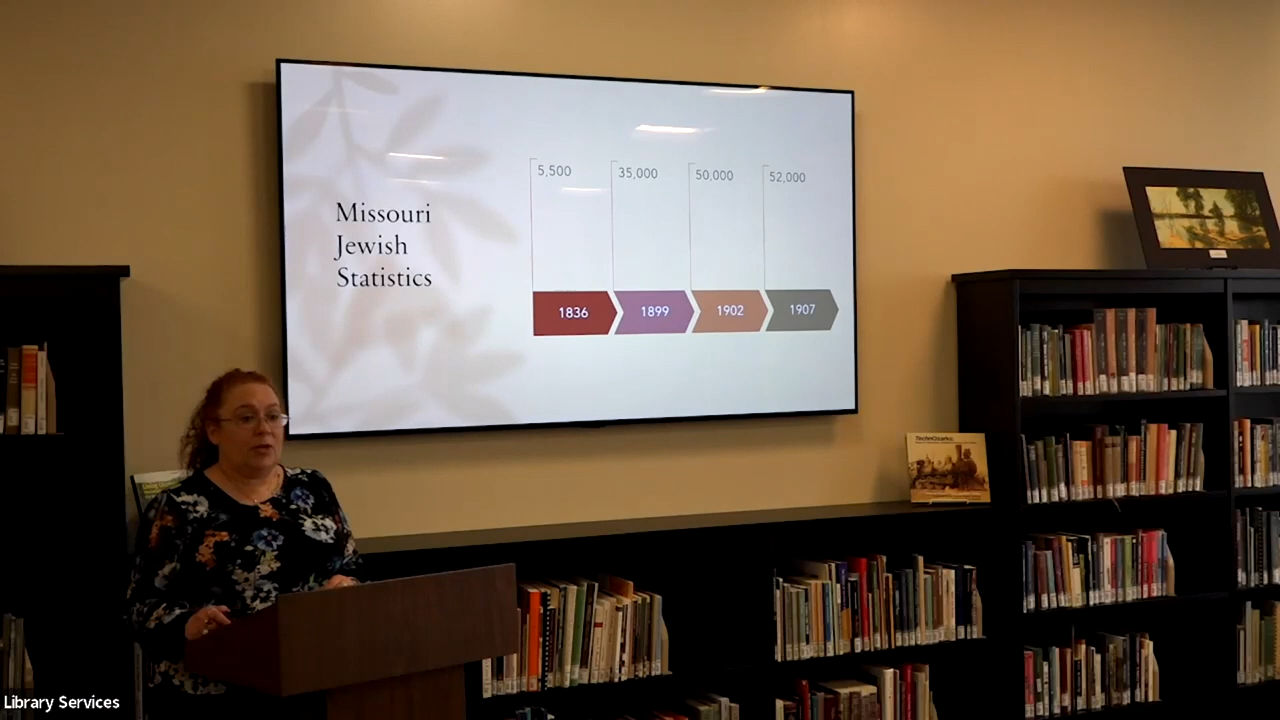 Missouri
Jewish
Statistics
5,500
35,000
50,000
52,000
1836
1899
1902
1907
Library Services